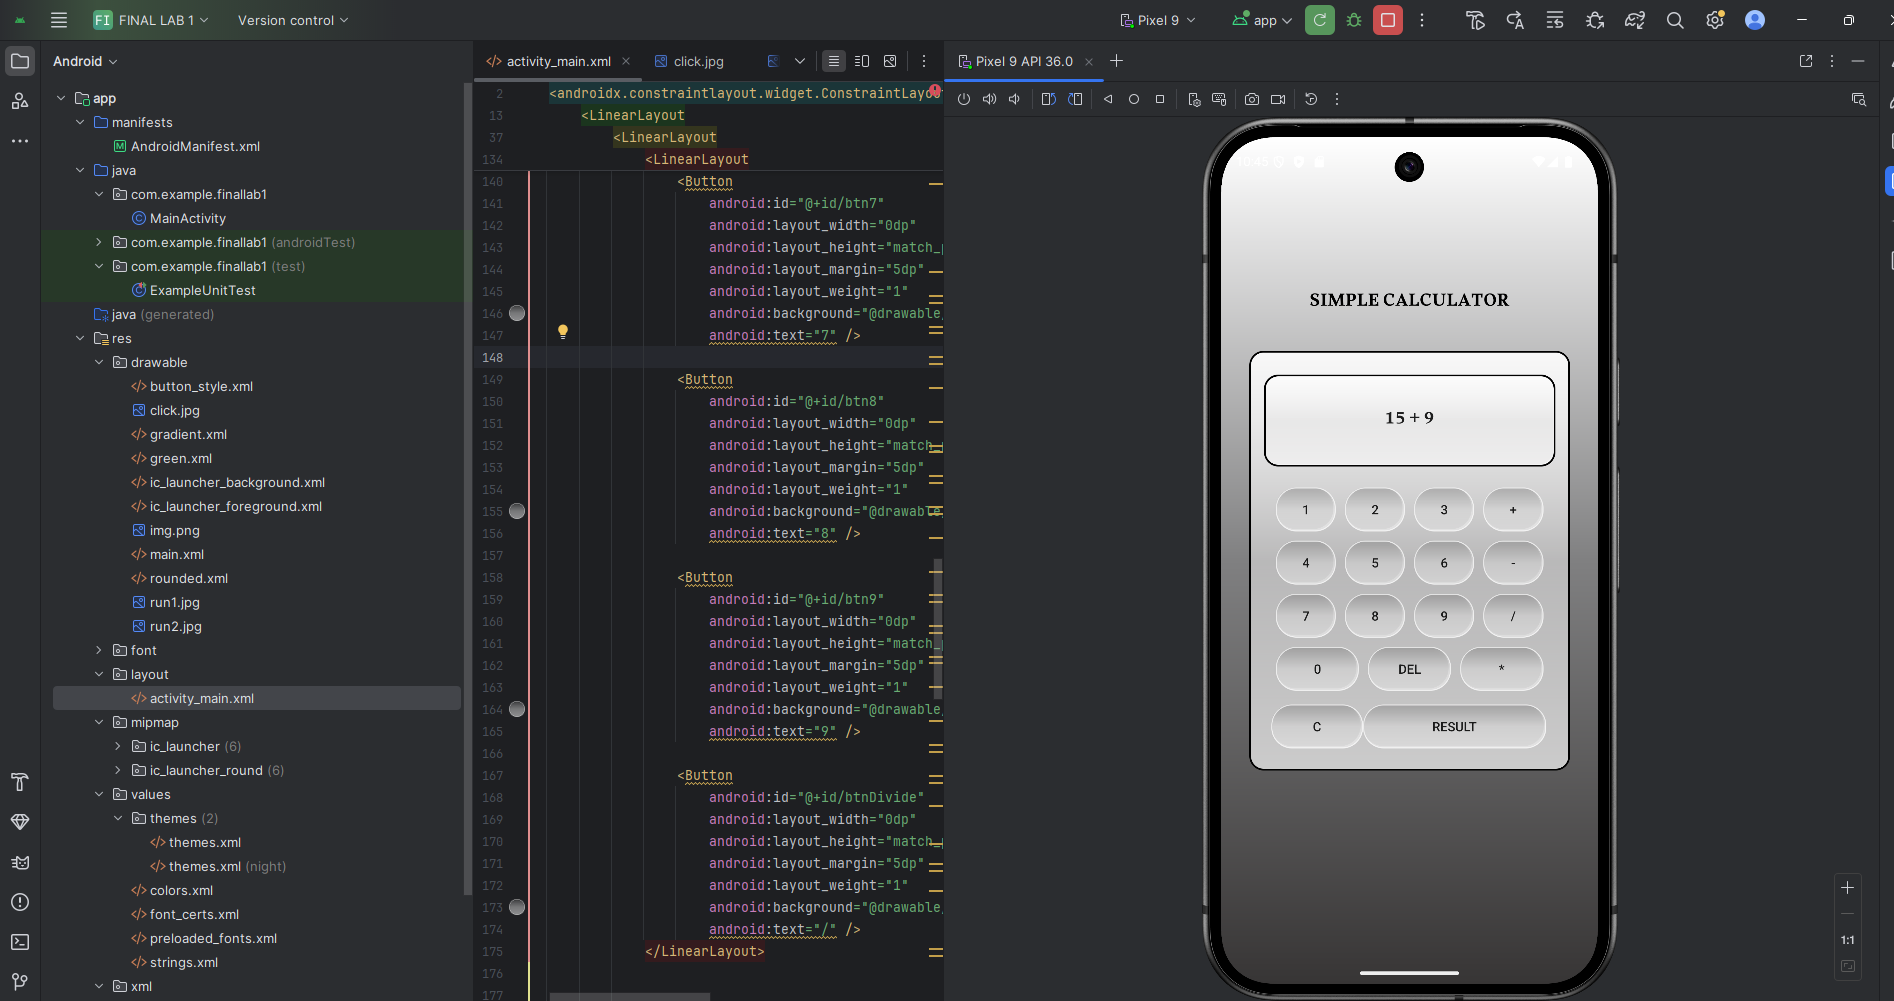 FI FINAL LAB 1
Version control
Pixel 9
app
Android
activity_main.xml
click.jpg
Pixel 9 API 36.0
app
manifests
AndroidManifest.xml
java
com.example.finallab1
MainActivity
com.example.finallab1 (androidTest)
com.example.finallab1 (test)
ExampleUnitTest
java (generated)
res
drawable
button_style.xml
click.jpg
gradient.xml
green.xml
ic_launcher_background.xml
ic_launcher_foreground.xml
img.png
main.xml
rounded.xml
run1.jpg
run2.jpg
font
layout
activity_main.xml
mipmap
ic_launcher (6)
ic_launcher_round (6)
values
themes (2)
themes.xml
themes.xml (night)
colors.xml
font_certs.xml
preloaded_fonts.xml
strings.xml
xml
2 <androidx.constraintlayout.widget.ConstraintLayou
13 <LinearLayout
37 <LinearLayout
134 <LinearLayout
140 <Button
141 android:id="@+id/btn7"
142 android:layout_width="0dp"
143 android:layout_height="match_p
144 android:layout_margin="5dp"
145 android:layout_weight="1"
146 android:background="@drawable/
147 android:text="7" />
148
149 <Button
150 android:id="@+id/btn8"
151 android:layout_width="0dp"
152 android:layout_height="match_p
153 android:layout_margin="5dp"
154 android:layout_weight="1"
155 android:background="@drawable/
156 android:text="8" />
157
158 <Button
159 android:id="@+id/btn9"
160 android:layout_width="0dp"
161 android:layout_height="match_p
162 android:layout_margin="5dp"
163 android:layout_weight="1"
164 android:background="@drawable/
165 android:text="9" />
166
167 <Button
168 android:id="@+id/btnDivide"
169 android:layout_width="0dp"
170 android:layout_height="match_
171 android:layout_margin="5dp"
172 android:layout_weight="1"
173 android:background="@drawable/
174 android:text="/" />
175 </LinearLayout>
176
177
SIMPLE CALCULATOR
15 + 9
1 2 3 +
4 5 6 -
7 8 9 /
0 DEL *
C RESULT
1:1